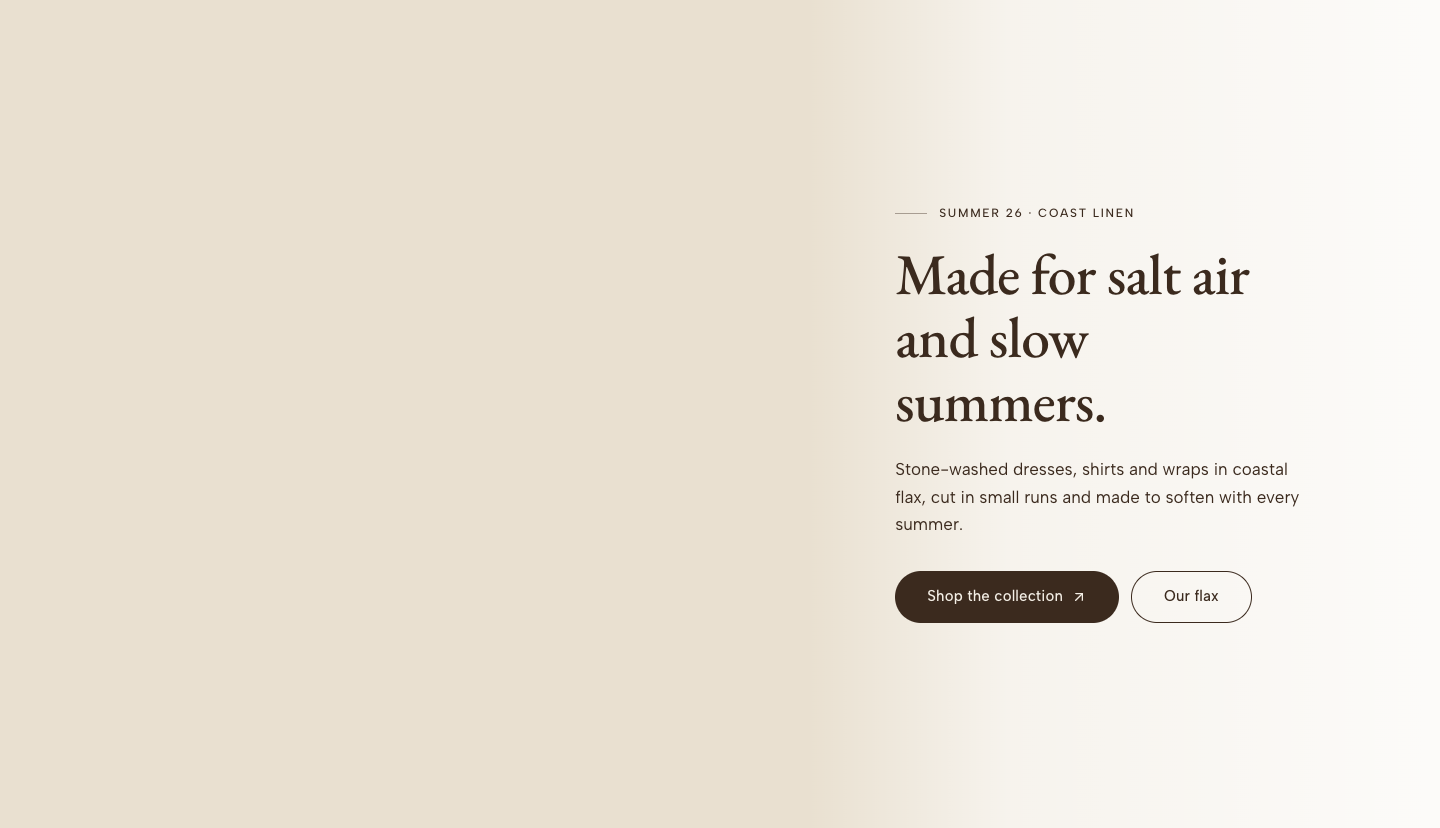 SUMMER 26 · COAST LINEN
Made for salt air
and slow
summers.
Stone-washed dresses, shirts and wraps in coastal
flax, cut in small runs and made to soften with every
summer.
Shop the collection
Our flax